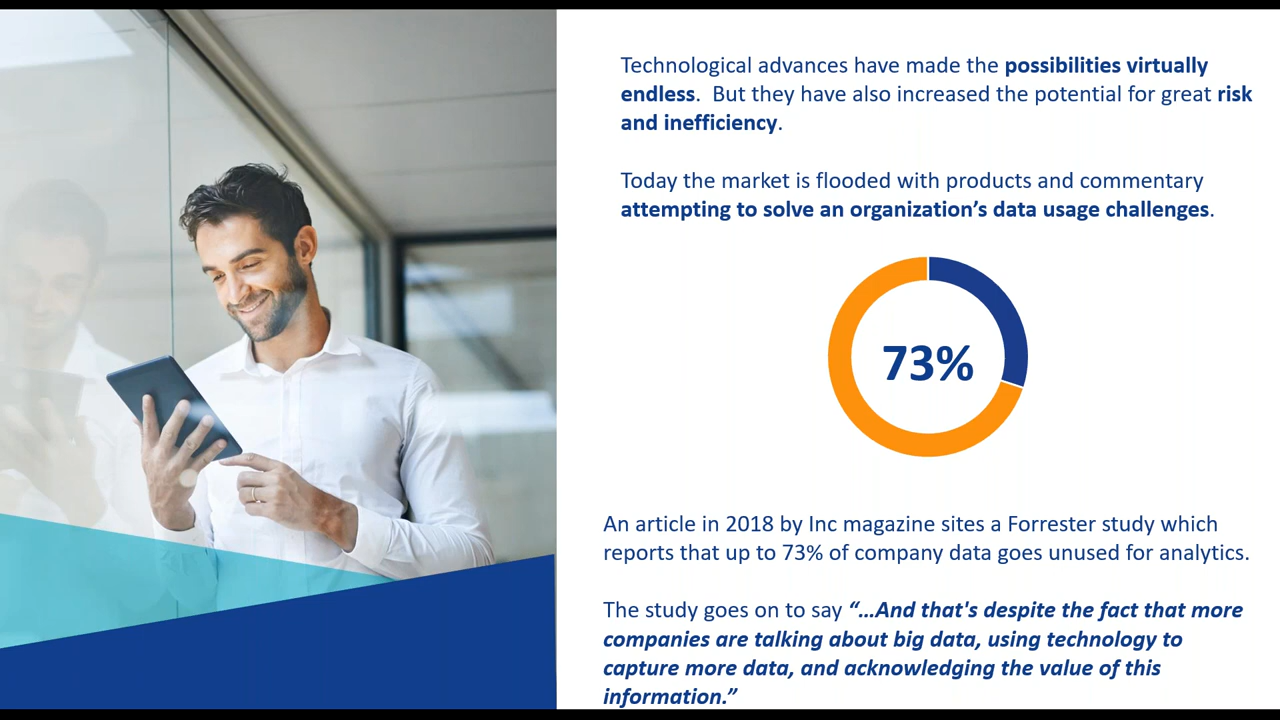 Technological advances have made the possibilities virtually
endless.  But they have also increased the potential for great risk
and inefficiency.
Today the market is flooded with products and commentary
attempting to solve an organization’s data usage challenges.
73%
An article in 2018 by Inc magazine sites a Forrester study which
reports that up to 73% of company data goes unused for analytics.
The study goes on to say “…And that's despite the fact that more
companies are talking about big data, using technology to
capture more data, and acknowledging the value of this
information.”